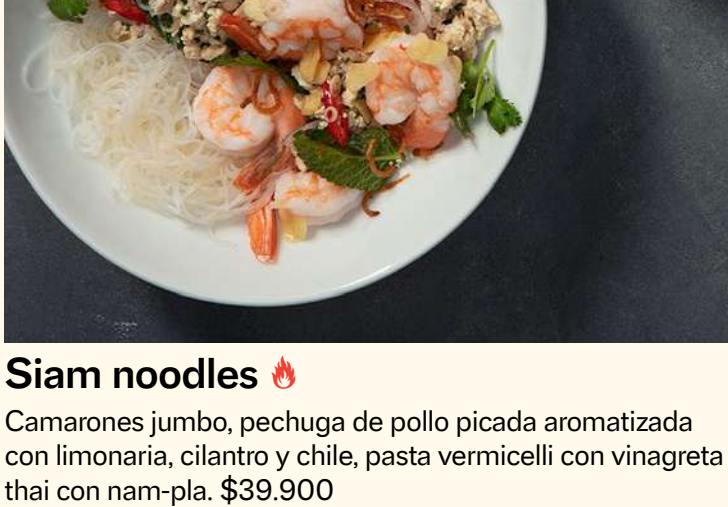 Siam noodles
Camarones jumbo, pechuga de pollo picada aromatizada
con limonaria, cilantro y chile, pasta vermicelli con vinagreta
thai con nam-pla. $39.900